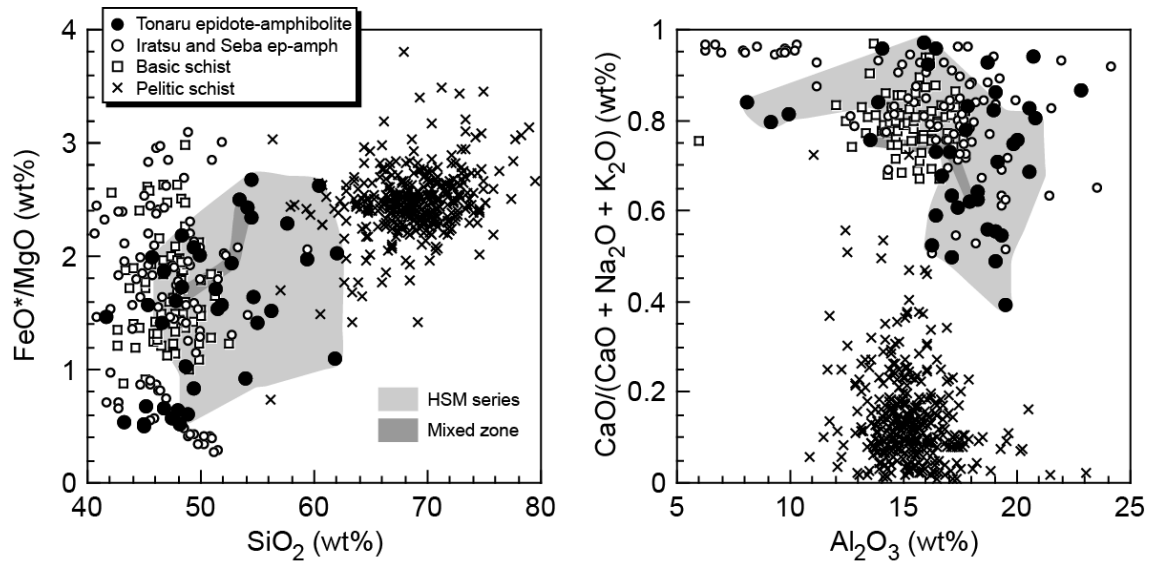 Tonaru epidote-amphibolite
Iratsu and Seba ep-amph
Basic schist
Pelitic schist
4
3
2
1
0
FeO*/MgO (wt%)
HSM series
Mixed zone
40
50
60
70
80
SiO₂ (wt%)
1
0.8
0.6
0.4
0.2
0
CaO/(CaO + Na₂O + K₂O) (wt%)
5
10
15
20
25
Al₂O₃ (wt%)